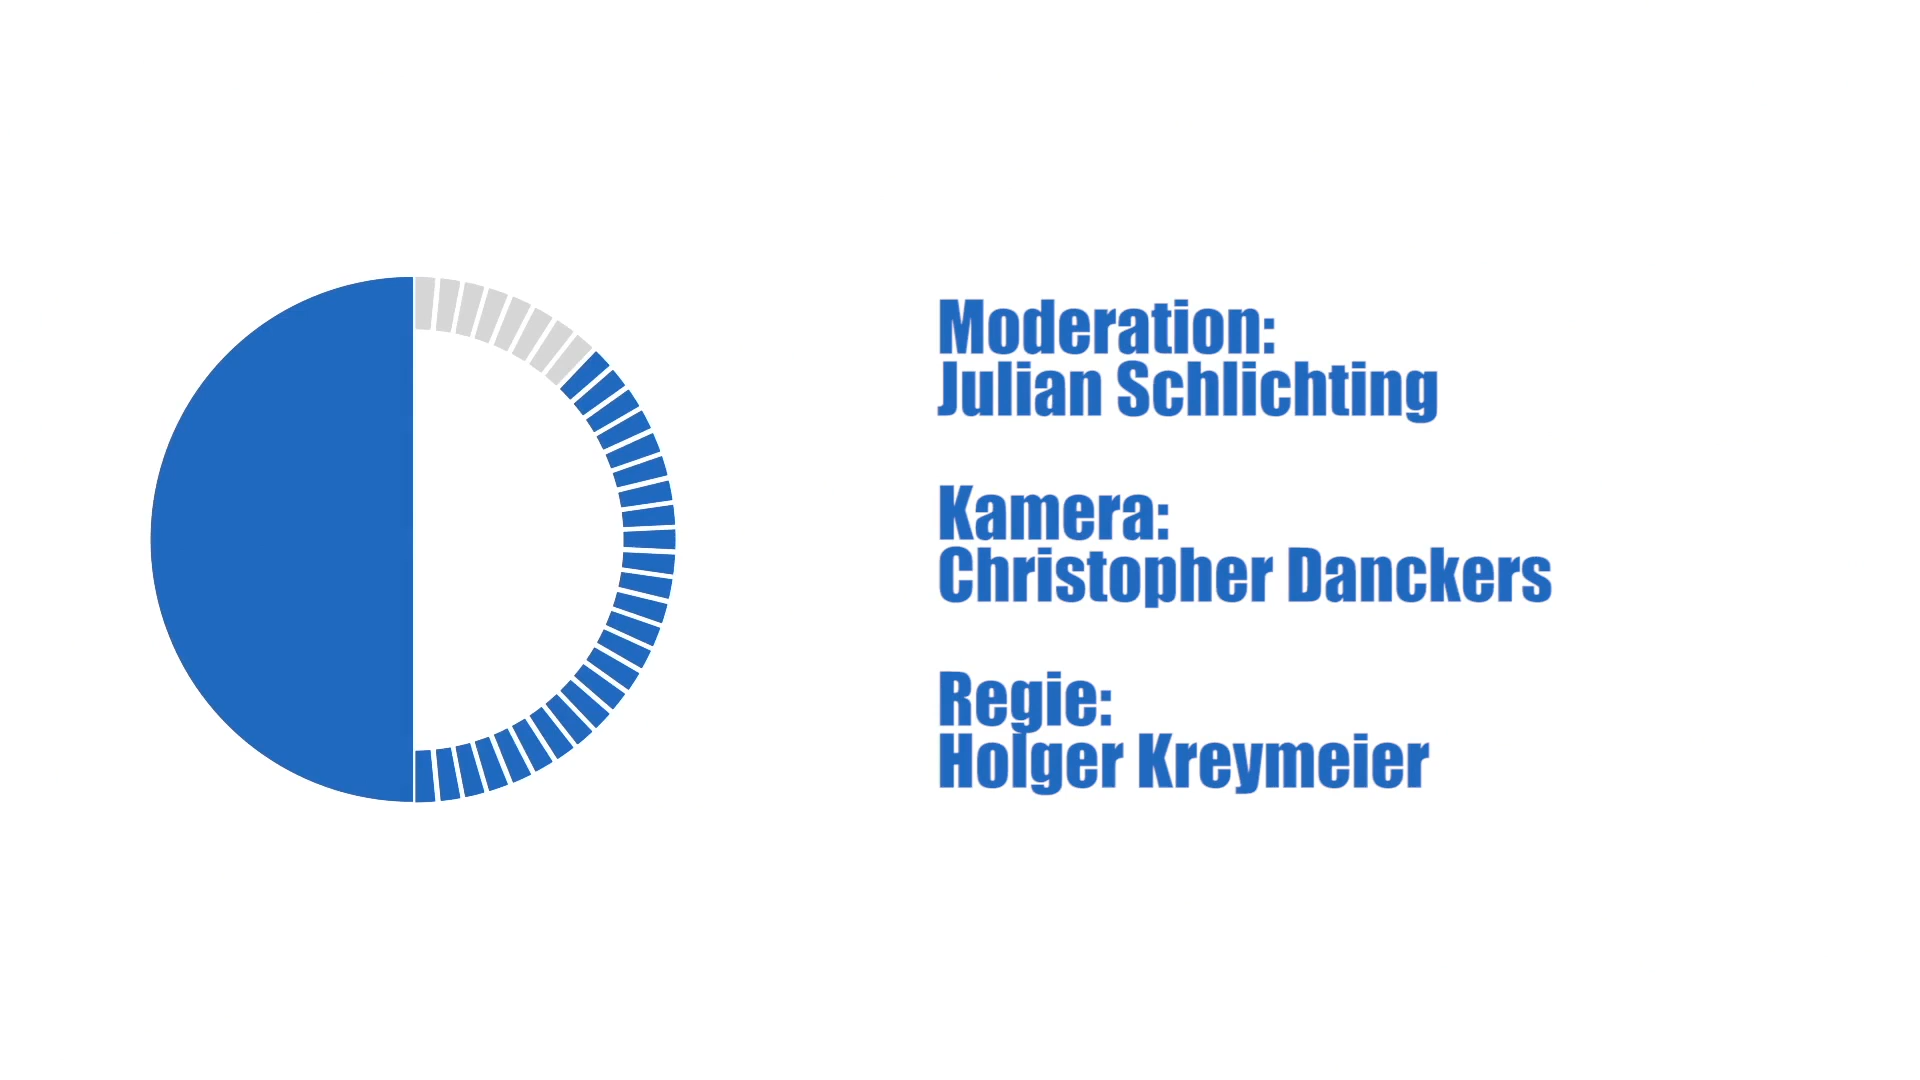 Moderation:
Julian Schlichting
Kamera:
Christopher Danckers
Regie:
Holger Kreymeier